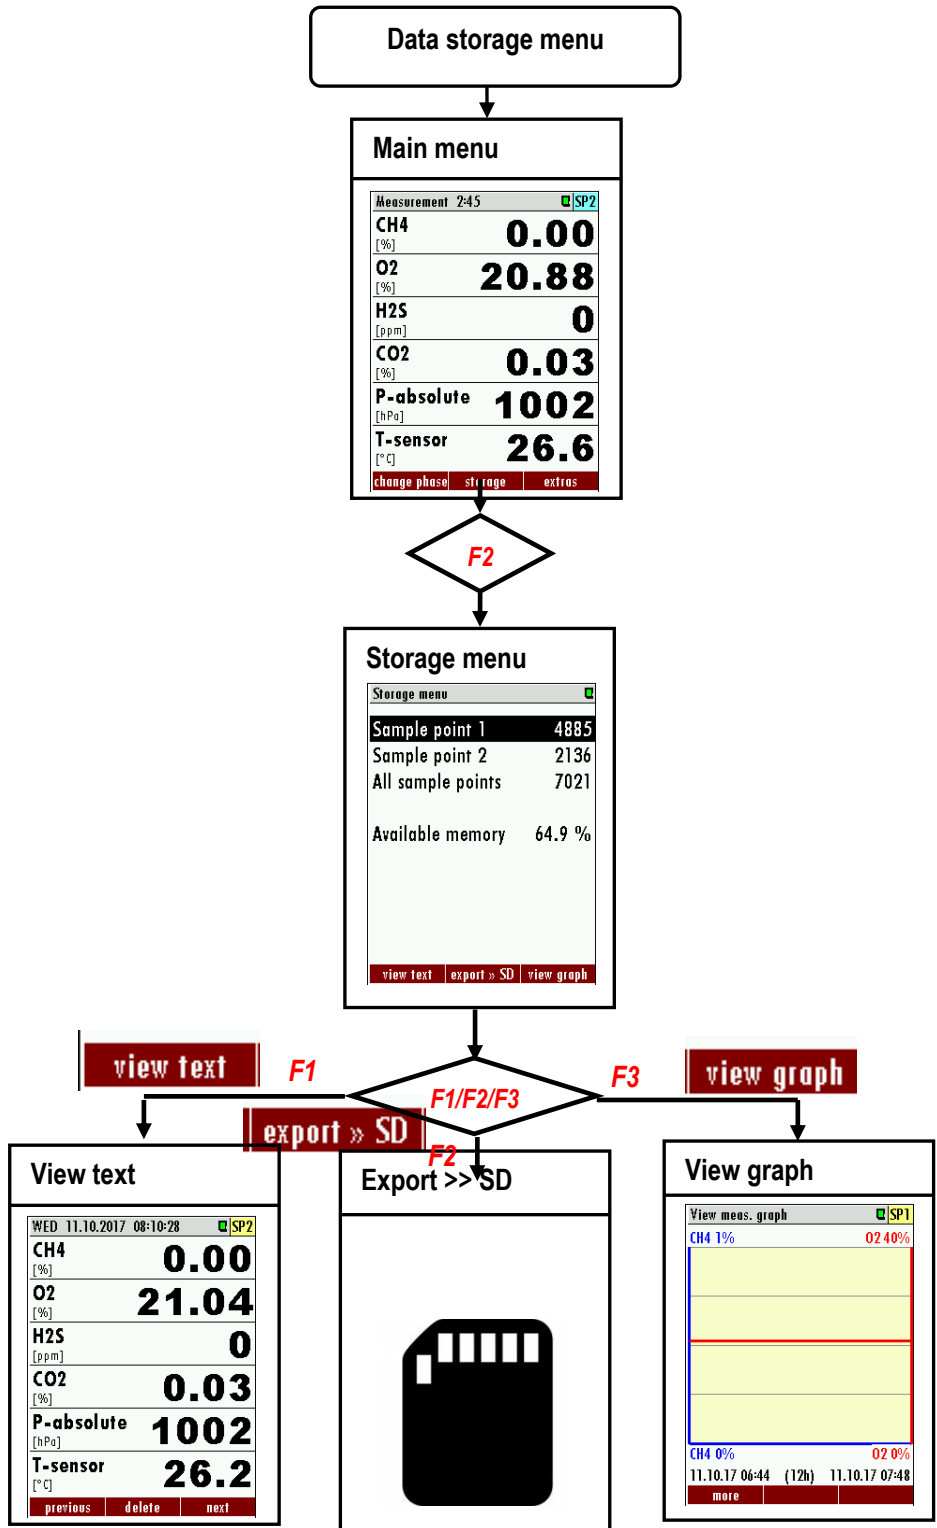 Data storage menu
Main menu
Measurement 2:45 SP2
CH4 0.00
[%]
O2 20.88
[%]
H2S 0
[ppm]
CO2 0.03
[%]
P-absolute 1002
[hPa]
T-sensor 26.6
[°C]
change phase storage extras
F2
Storage menu
Storage menu
Sample point 1 4885
Sample point 2 2136
All sample points 7021
Available memory 64.9 %
view text export » SD view graph
view text F1 F1/F2/F3 F3 view graph
export » SD
F2
View text
WED 11.10.2017 08:10:28 SP2
CH4 0.00
[%]
O2 21.04
[%]
H2S 0
[ppm]
CO2 0.03
[%]
P-absolute 1002
[hPa]
T-sensor 26.2
[°C]
previous delete next
Export >> SD
View graph
View meas. graph SP1
CH4 1% O2 40%
CH4 0% O2 0%
11.10.17 06:44 (12h) 11.10.17 07:48
more